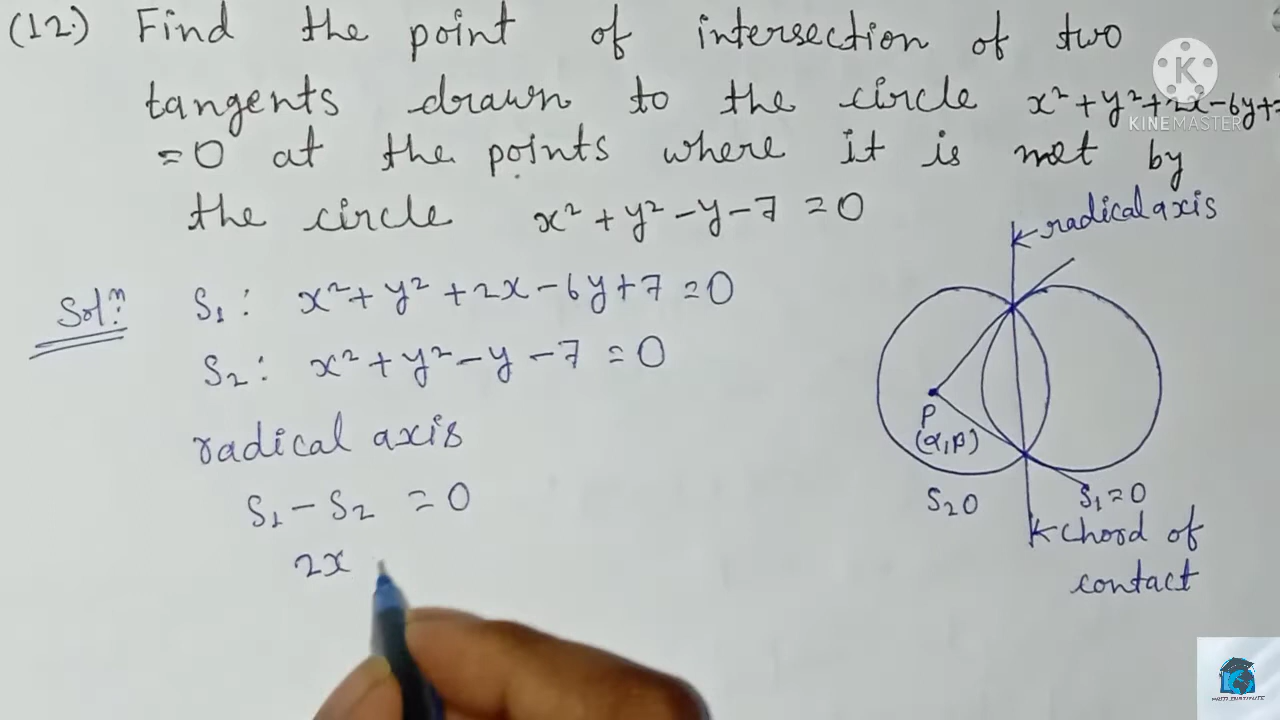 (12.) Find the point of intersection of two
tangents drawn to the circle x²+y²+2x-6y+
=0 at the points where it is met by
the circle x²+y²-y-7=0
Solⁿ: S₁: x²+y²+2x-6y+7=0
S₂: x²+y²-y-7=0
radical axis
S₁-S₂=0
2x
radical axis
P
(α,β)
S₂0
S₁=0
chord of
contact
K
KINEMASTER